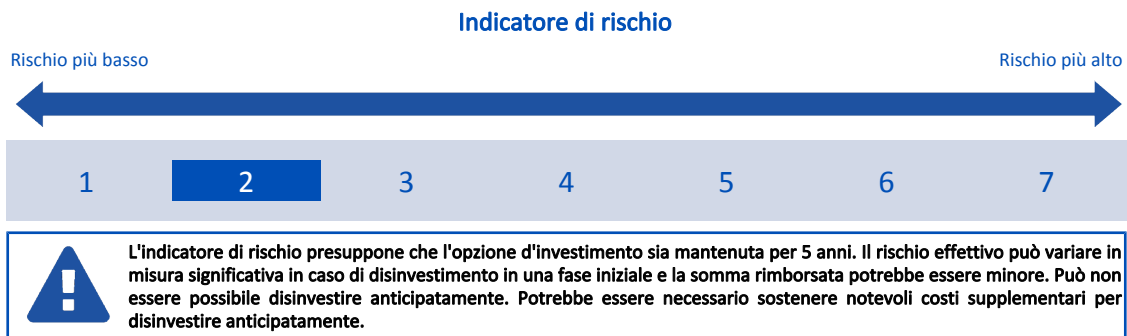 Indicatore di rischio
Rischio più basso
Rischio più alto
1 2 3 4 5 6 7
L'indicatore di rischio presuppone che l'opzione d'investimento sia mantenuta per 5 anni. Il rischio effettivo può variare in
misura significativa in caso di disinvestimento in una fase iniziale e la somma rimborsata potrebbe essere minore. Può non
essere possibile disinvestire anticipatamente. Potrebbe essere necessario sostenere notevoli costi supplementari per
disinvestire anticipatamente.